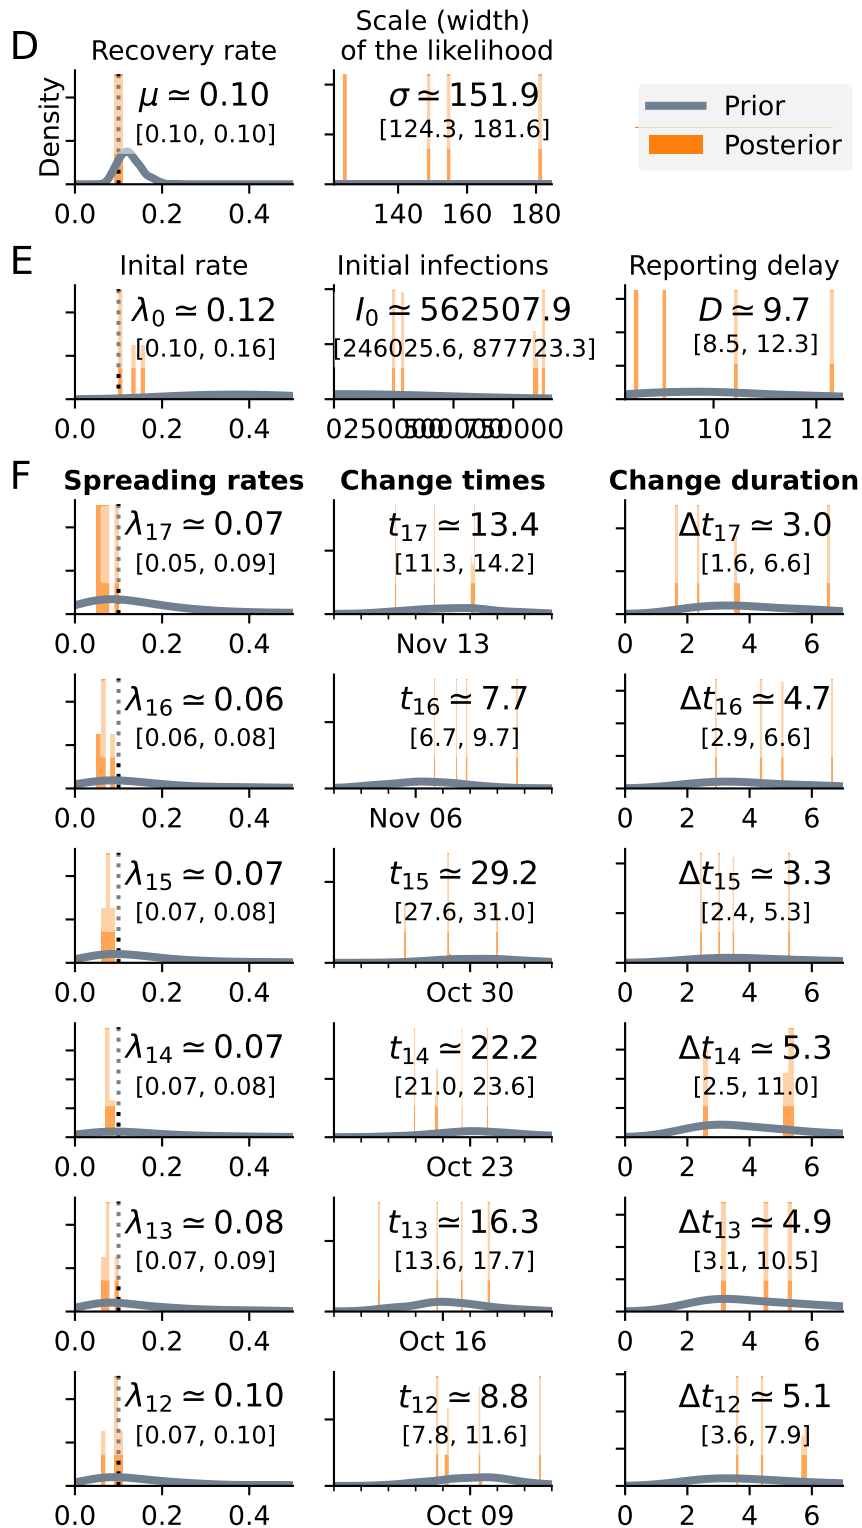 D
Recovery rate
Scale (width)
of the likelihood
Density
μ ≃ 0.10
[0.10, 0.10]
σ ≃ 151.9
[124.3, 181.6]
Prior
Posterior
0.0 0.2 0.4
140 160 180
E
Inital rate
Initial infections
Reporting delay
λ0 ≃ 0.12
[0.10, 0.16]
I0 ≃ 562507.9
[246025.6, 877723.3]
D ≃ 9.7
[8.5, 12.3]
0.0 0.2 0.4
0 250000 500000 750000
10 12
F
Spreading rates
Change times
Change duration
λ17 ≃ 0.07
[0.05, 0.09]
t17 ≃ 13.4
[11.3, 14.2]
Δt17 ≃ 3.0
[1.6, 6.6]
0.0 0.2 0.4
Nov 13
0 2 4 6
λ16 ≃ 0.06
[0.06, 0.08]
t16 ≃ 7.7
[6.7, 9.7]
Δt16 ≃ 4.7
[2.9, 6.6]
0.0 0.2 0.4
Nov 06
0 2 4 6
λ15 ≃ 0.07
[0.07, 0.08]
t15 ≃ 29.2
[27.6, 31.0]
Δt15 ≃ 3.3
[2.4, 5.3]
0.0 0.2 0.4
Oct 30
0 2 4 6
λ14 ≃ 0.07
[0.07, 0.08]
t14 ≃ 22.2
[21.0, 23.6]
Δt14 ≃ 5.3
[2.5, 11.0]
0.0 0.2 0.4
Oct 23
0 2 4 6
λ13 ≃ 0.08
[0.07, 0.09]
t13 ≃ 16.3
[13.6, 17.7]
Δt13 ≃ 4.9
[3.1, 10.5]
0.0 0.2 0.4
Oct 16
0 2 4 6
λ12 ≃ 0.10
[0.07, 0.10]
t12 ≃ 8.8
[7.8, 11.6]
Δt12 ≃ 5.1
[3.6, 7.9]
0.0 0.2 0.4
Oct 09
0 2 4 6